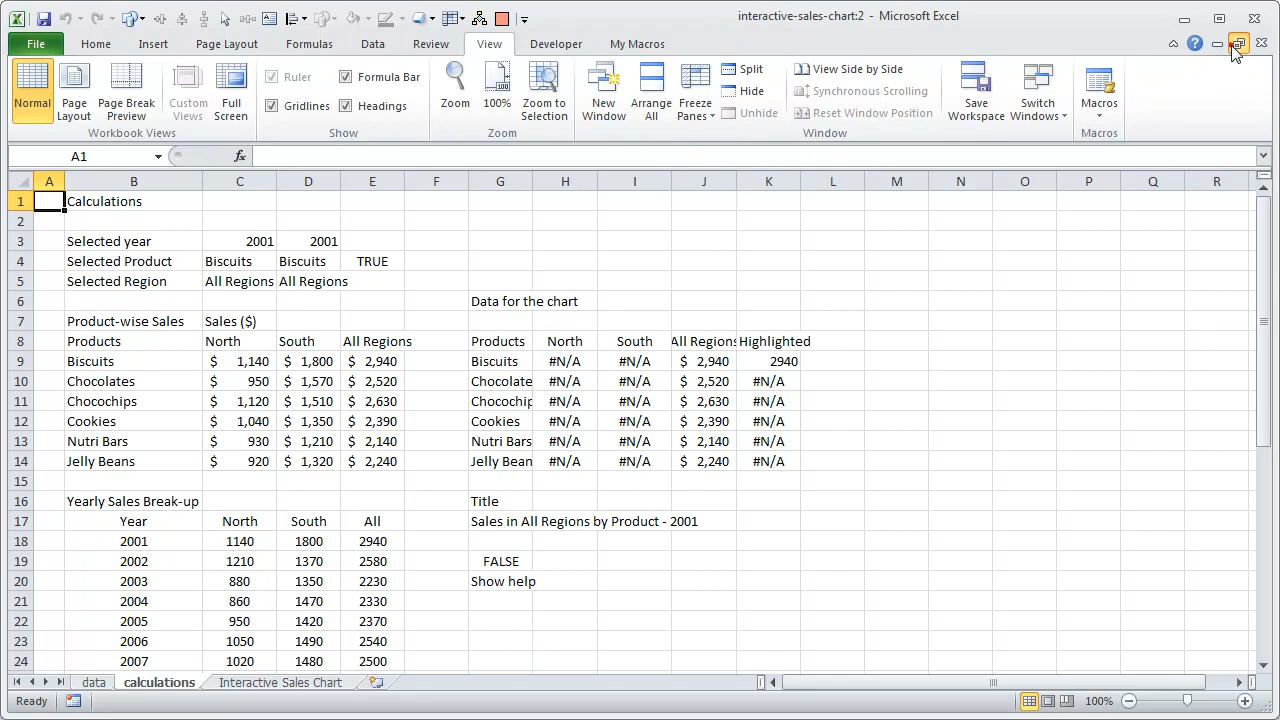 interactive-sales-chart:2 - Microsoft Excel
File Home Insert Page Layout Formulas Data Review View Developer My Macros
Normal
Page Layout
Page Break Preview
Custom Views
Full Screen
Workbook Views
Ruler Formula Bar
Gridlines Headings
Show
Zoom
100%
Zoom to Selection
Zoom
New Window
Arrange All
Freeze Panes
Split
Hide
Unhide
View Side by Side
Synchronous Scrolling
Reset Window Position
Window
Save Workspace
Switch Windows
Macros
Macros
A1 fx
A B C D E F G H I J K L M N O P Q R
1 Calculations
2
3 Selected year 2001 2001
4 Selected Product Biscuits Biscuits TRUE
5 Selected Region All Regions All Regions
6 Data for the chart
7 Product-wise Sales Sales ($)
8 Products North South All Regions Products North South All Regions Highlighted
9 Biscuits $ 1,140 $ 1,800 $ 2,940 Biscuits #N/A #N/A $ 2,940 2940
10 Chocolates $ 950 $ 1,570 $ 2,520 Chocolate #N/A #N/A $ 2,520 #N/A
11 Chocochips $ 1,120 $ 1,510 $ 2,630 Chocochip #N/A #N/A $ 2,630 #N/A
12 Cookies $ 1,040 $ 1,350 $ 2,390 Cookies #N/A #N/A $ 2,390 #N/A
13 Nutri Bars $ 930 $ 1,210 $ 2,140 Nutri Bars #N/A #N/A $ 2,140 #N/A
14 Jelly Beans $ 920 $ 1,320 $ 2,240 Jelly Bean #N/A #N/A $ 2,240 #N/A
15
16 Yearly Sales Break-up Title
17 Year North South All Sales in All Regions by Product - 2001
18 2001 1140 1800 2940
19 2002 1210 1370 2580 FALSE
20 2003 880 1350 2230 Show help
21 2004 860 1470 2330
22 2005 950 1420 2370
23 2006 1050 1490 2540
24 2007 1020 1480 2500
data calculations Interactive Sales Chart
Ready 100%